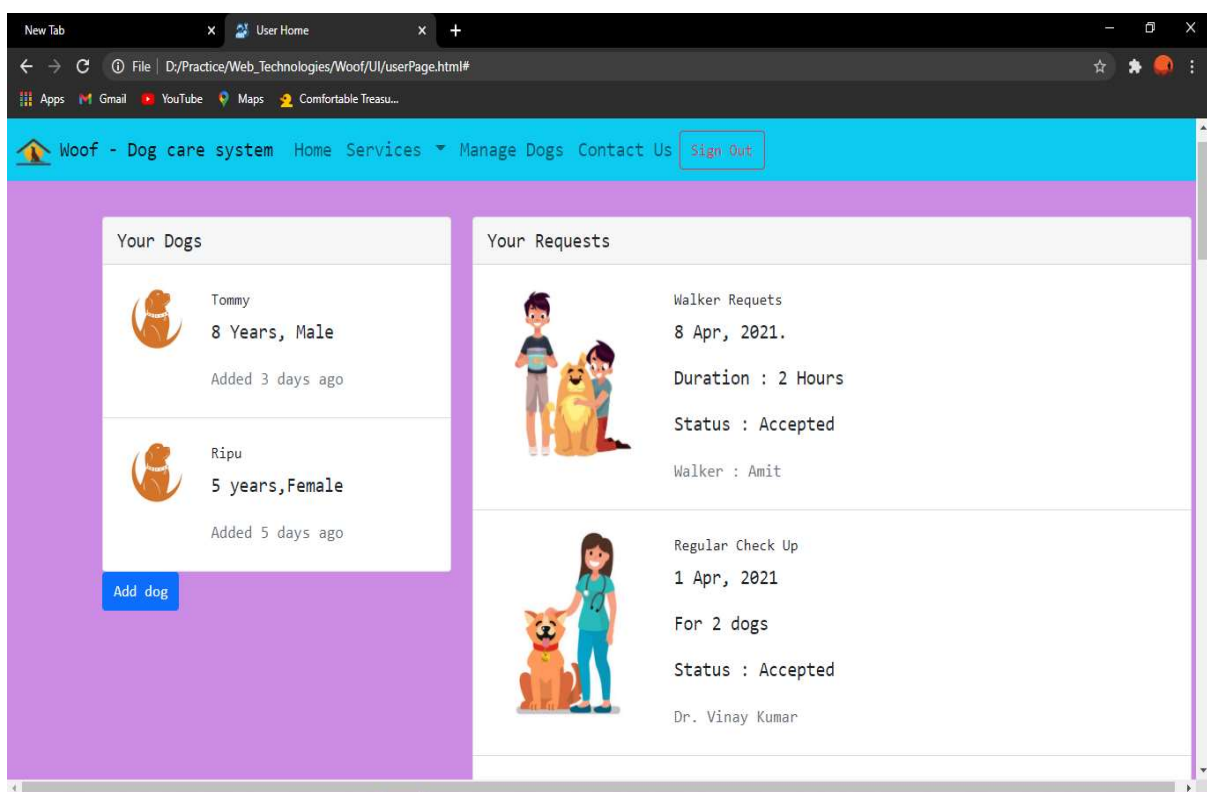 New Tab
User Home
File | D:/Practice/Web_Technologies/Woof/UI/userPage.html#
Apps Gmail YouTube Maps Comfortable Treasu...
Woof - Dog care system Home Services Manage Dogs Contact Us Sign Out
Your Dogs
Tommy
8 Years, Male
Added 3 days ago
Ripu
5 years,Female
Added 5 days ago
Add dog
Your Requests
Walker Requets
8 Apr, 2021.
Duration : 2 Hours
Status : Accepted
Walker : Amit
Regular Check Up
1 Apr, 2021
For 2 dogs
Status : Accepted
Dr. Vinay Kumar